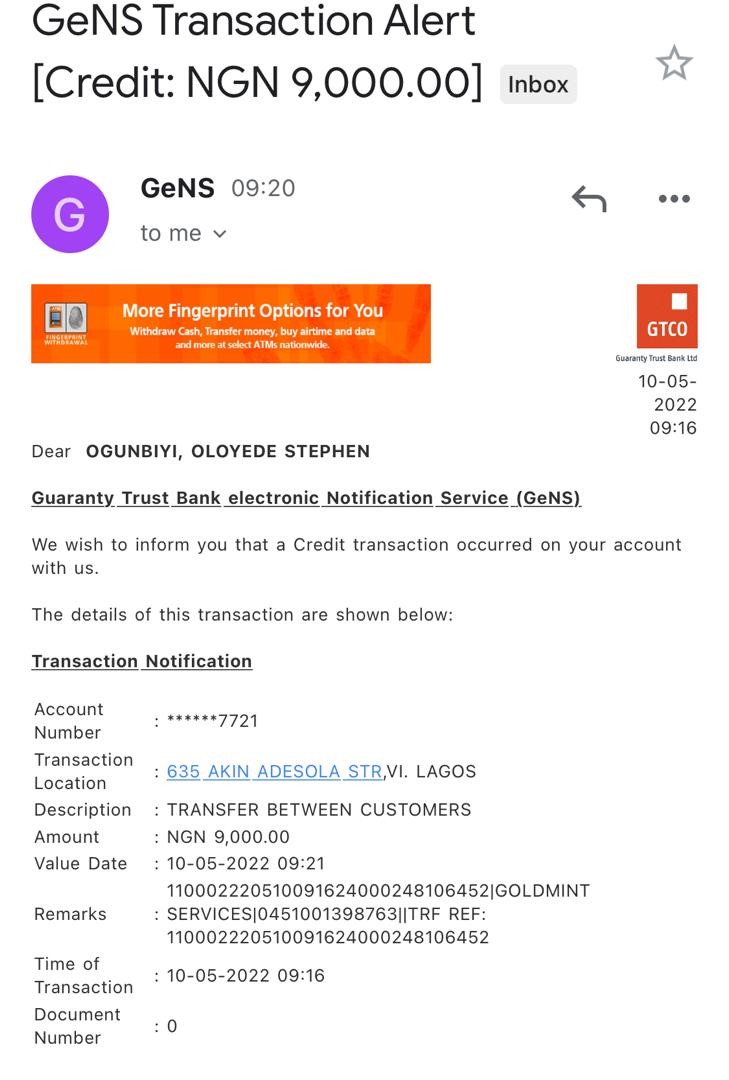 GeNS Transaction Alert
[Credit: NGN 9,000.00] Inbox
G
GeNS 09:20
to me
More Fingerprint Options for You
Withdraw Cash, Transfer money, buy airtime and data
and more at select ATMs nationwide.
FINGERPRINT
WITHDRAWAL
GTCO
Guaranty Trust Bank Ltd
10-05-
2022
09:16
Dear OGUNBIYI, OLOYEDE STEPHEN
Guaranty Trust Bank electronic Notification Service (GeNS)
We wish to inform you that a Credit transaction occurred on your account
with us.
The details of this transaction are shown below:
Transaction Notification
Account
Number : ******7721
Transaction
Location : 635 AKIN ADESOLA STR,VI. LAGOS
Description : TRANSFER BETWEEN CUSTOMERS
Amount : NGN 9,000.00
Value Date : 10-05-2022 09:21
110002220510091624000248106452|GOLDMINT
Remarks : SERVICES|0451001398763||TRF REF:
110002220510091624000248106452
Time of
Transaction : 10-05-2022 09:16
Document
Number : 0